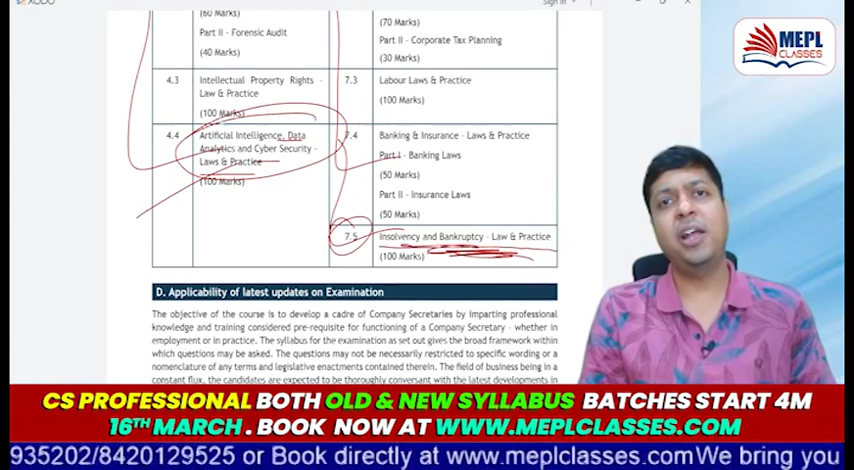 XODO
Sign in
(60 Marks)
Part II – Forensic Audit
(40 Marks)
(70 Marks)
Part II – Corporate Tax Planning
(30 Marks)
4.3 Intellectual Property Rights – Law & Practice
(100 Marks)
7.3 Labour Laws & Practice
(100 Marks)
4.4 Artificial Intelligence, Data
Analytics and Cyber Security –
Laws & Practice
(100 Marks)
7.4 Banking & Insurance – Laws & Practice
Part I – Banking Laws
(50 Marks)
Part II – Insurance Laws
(50 Marks)
7.5 Insolvency and Bankruptcy – Law & Practice
(100 Marks)
D. Applicability of latest updates on Examination
The objective of the course is to develop a cadre of Company Secretaries by imparting professional
knowledge and training considered pre-requisite for functioning of a Company Secretary – whether in
employment or in practice. The syllabus for the examination as set out gives the broad framework within
which questions may be asked. The questions may not be necessarily restricted to specific wording or a
nomenclature of any terms and legislative enactments contained therein. The field of business being in a
constant flux, the candidates are expected to be thoroughly conversant with the latest developments in
MEPL
CLASSES
CS PROFESSIONAL BOTH OLD & NEW SYLLABUS BATCHES START 4M
16TH MARCH . BOOK NOW AT WWW.MEPLCLASSES.COM
935202/8420129525 or Book directly at www.meplclasses.comWe bring you